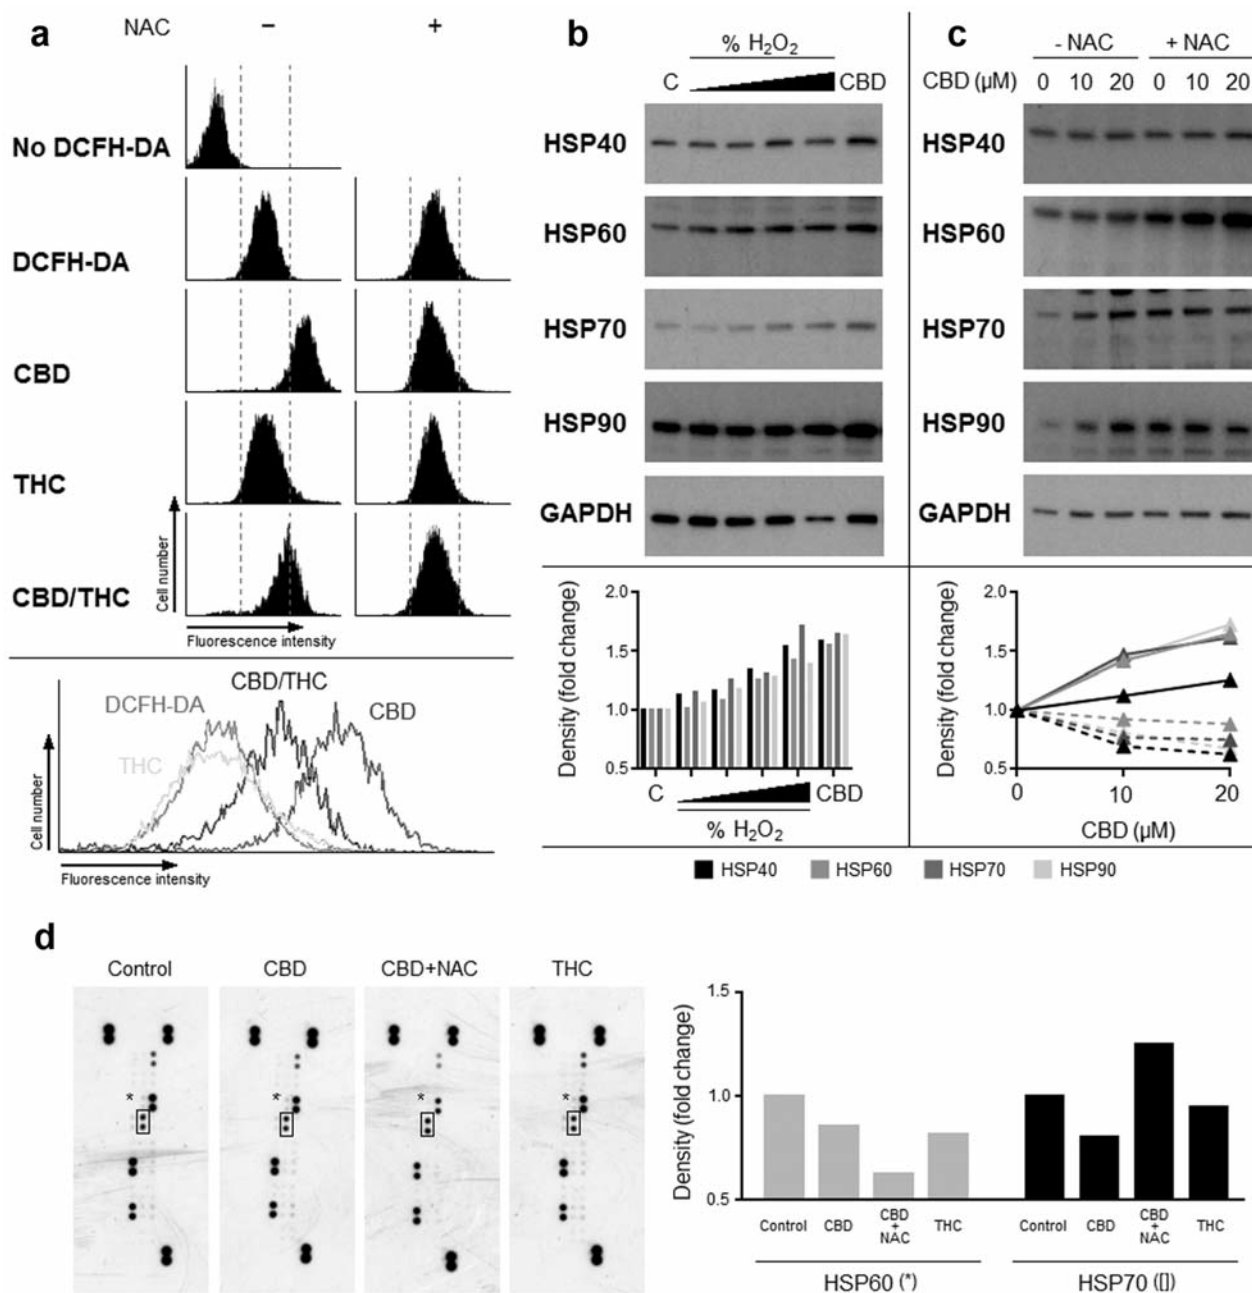 a
NAC − +
No DCFH-DA
DCFH-DA
CBD
THC
CBD/THC
Cell number
Fluorescence intensity
CBD/THC
DCFH-DA
CBD
THC
Cell number
Fluorescence intensity
b
% H₂O₂
C CBD
HSP40
HSP60
HSP70
HSP90
GAPDH
Density (fold change)
2.0
1.5
1.0
0.5
C CBD
% H₂O₂
c
- NAC + NAC
CBD (µM) 0 10 20 0 10 20
HSP40
HSP60
HSP70
HSP90
GAPDH
Density (fold change)
2.0
1.5
1.0
0.5
0 10 20
CBD (µM)
HSP40 HSP60 HSP70 HSP90
d
Control CBD CBD+NAC THC
* * * *
Density (fold change)
1.5
1.0
0.5
Control CBD CBD + NAC THC Control CBD CBD + NAC THC
HSP60 (*) HSP70 ([])